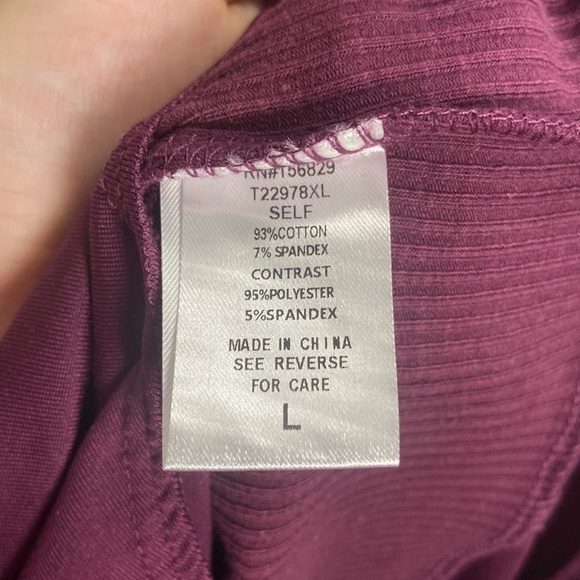 RN#156829
T22978XL
SELF
93%COTTON
7% SPANDEX
CONTRAST
95%POLYESTER
5%SPANDEX
MADE IN CHINA
SEE REVERSE
FOR CARE
L